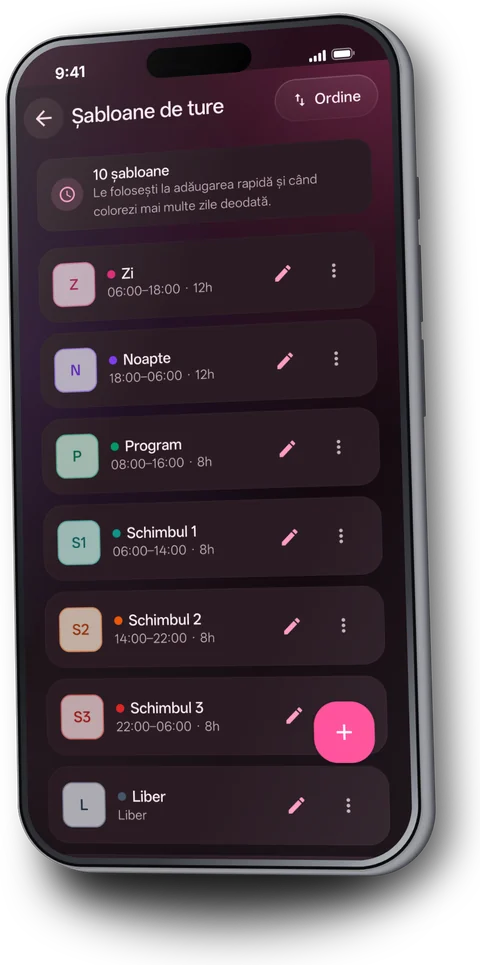 9:41
Șabloane de ture
Ordine
10 șabloane
Le folosești la adăugarea rapidă și când
colorezi mai multe zile deodată.
Z
Zi
06:00–18:00 · 12h
N
Noapte
18:00–06:00 · 12h
P
Program
08:00–16:00 · 8h
S1
Schimbul 1
06:00–14:00 · 8h
S2
Schimbul 2
14:00–22:00 · 8h
S3
Schimbul 3
22:00–06:00 · 8h
L
Liber
Liber